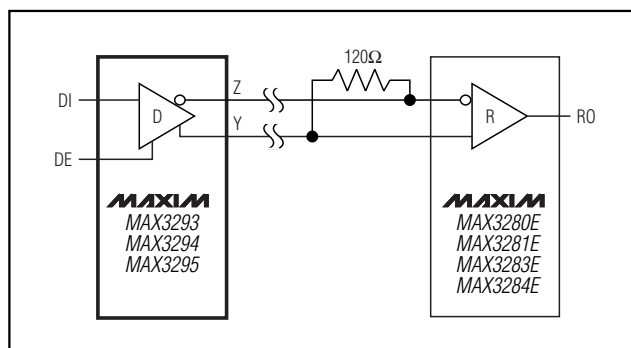 120Ω
DI
DE
D
Z
Y
R
RO
MAXIM
MAX3293
MAX3294
MAX3295
MAXIM
MAX3280E
MAX3281E
MAX3283E
MAX3284E